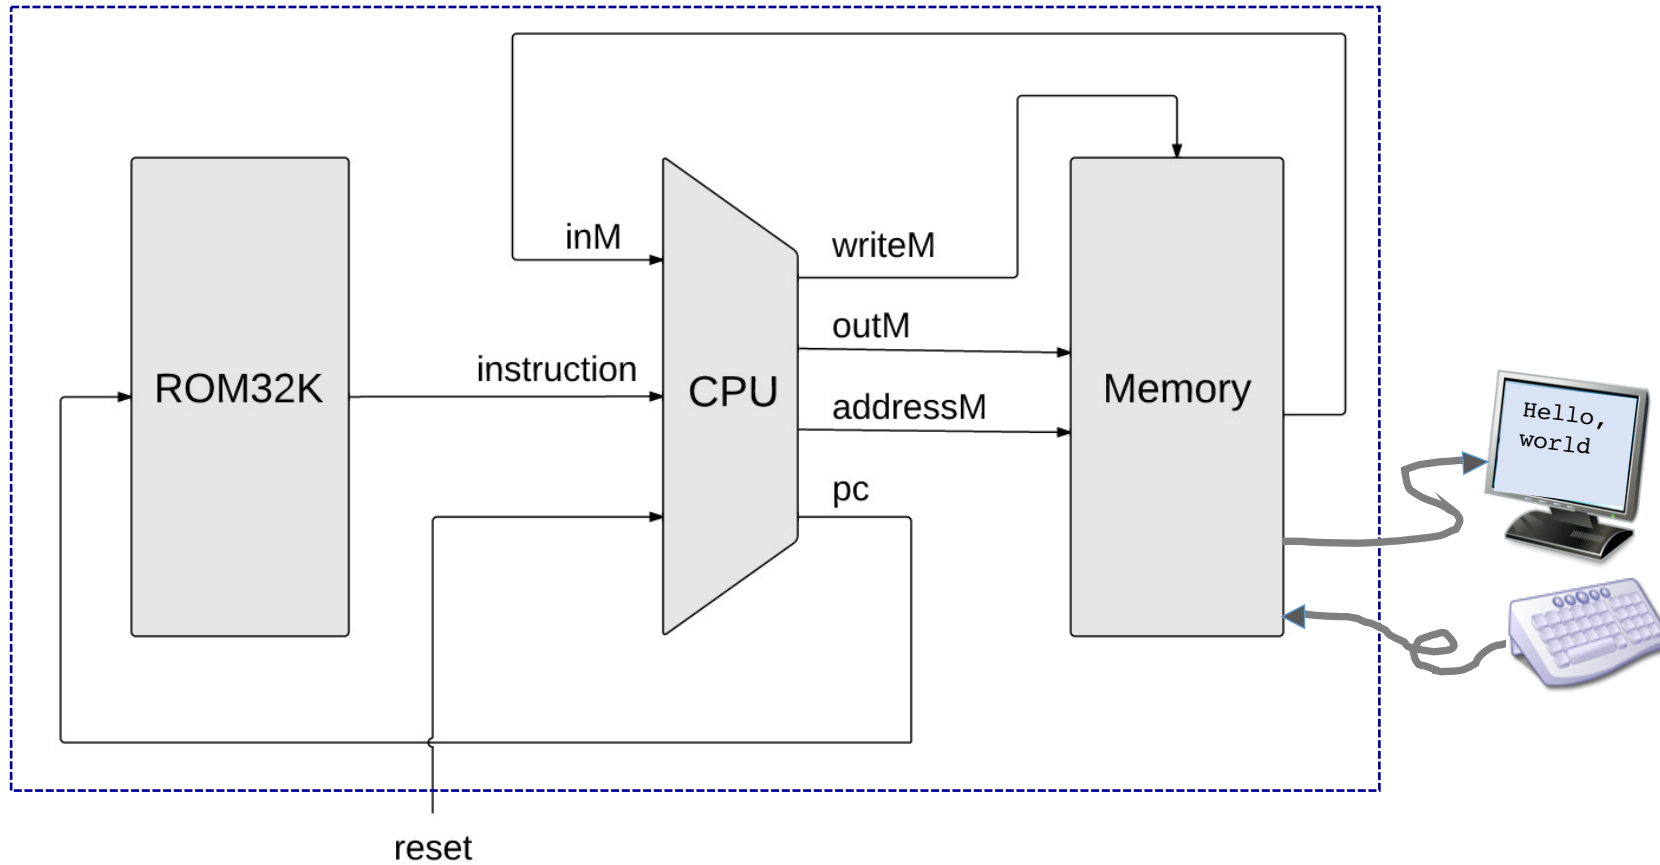 inM
writeM
outM
instruction
ROM32K
CPU
addressM
Memory
pc
Hello,
world
reset